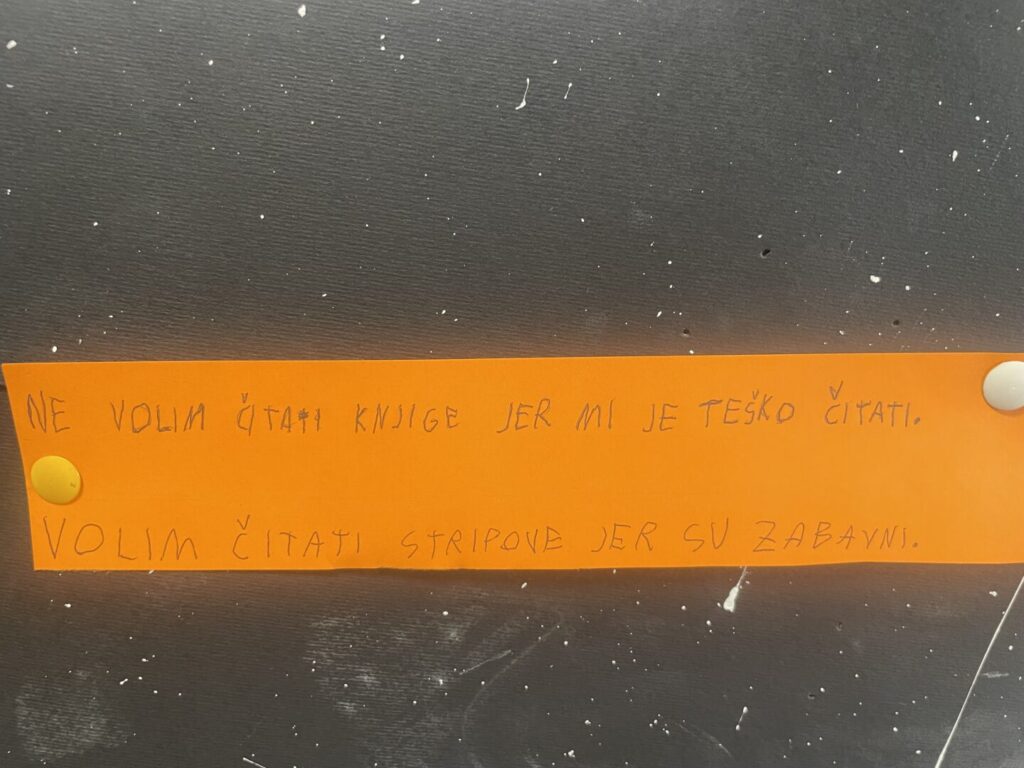 NE VOLIM ČITATI KNJIGE JER MI JE TEŠKO ČITATI.
VOLIM ČITATI STRIPOVE JER SU ZABAVNI.